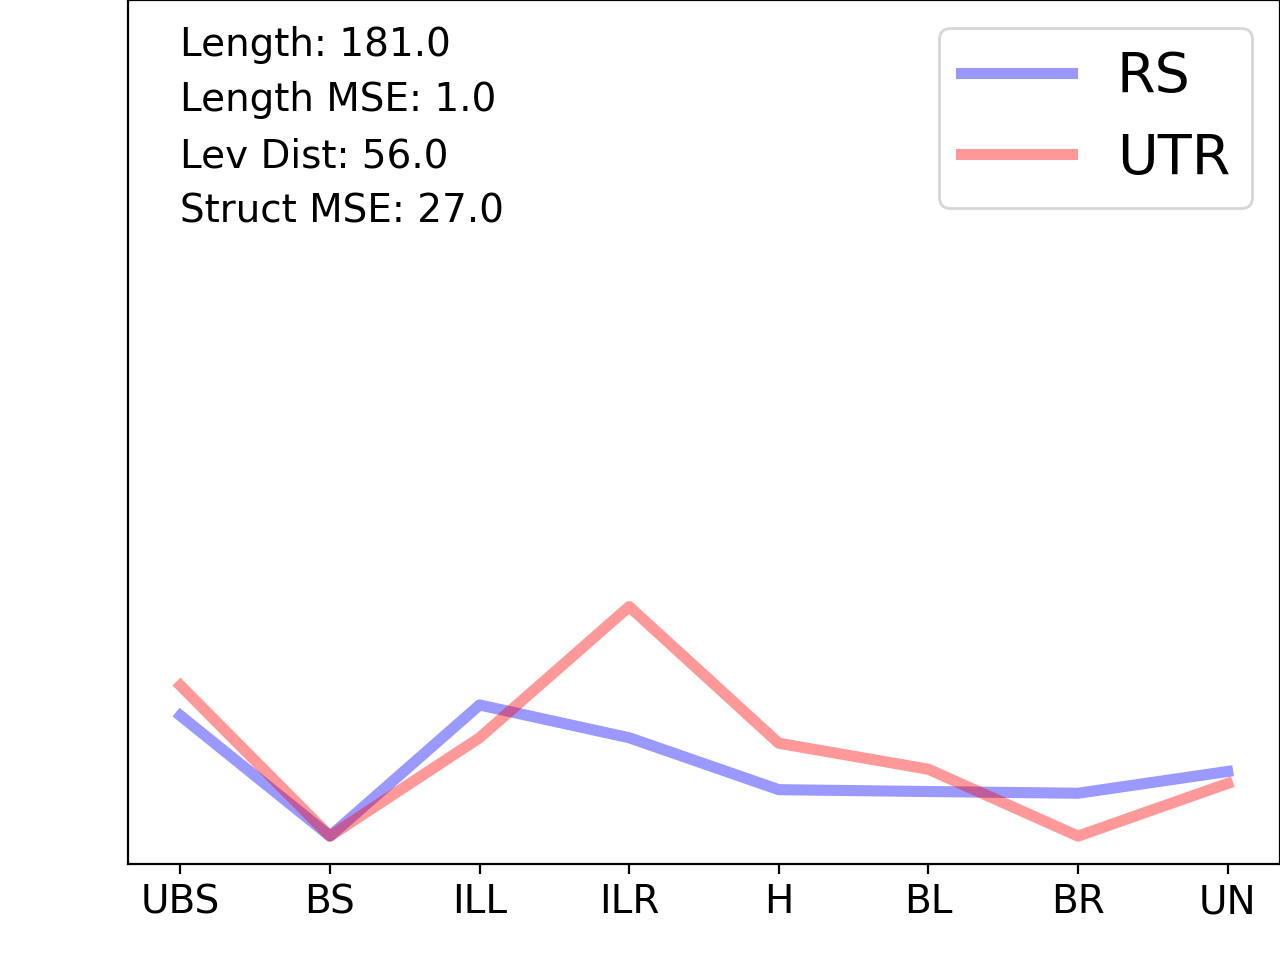 Length: 181.0
Length MSE: 1.0
Lev Dist: 56.0
Struct MSE: 27.0
RS
UTR
UBS BS ILL ILR H BL BR UN